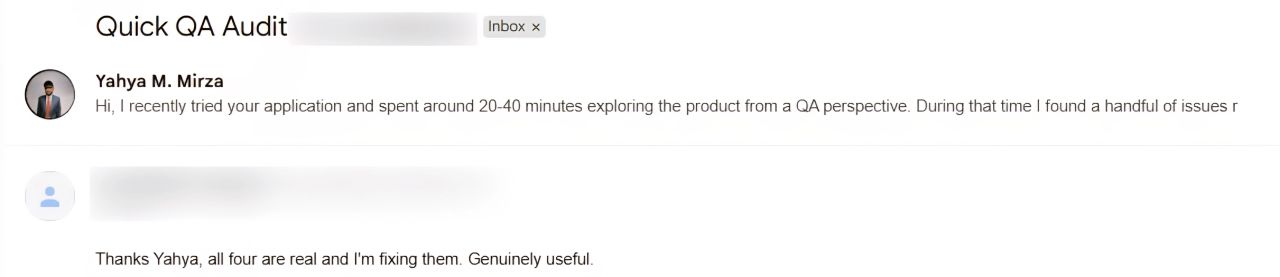 Quick QA Audit
Inbox ×
Yahya M. Mirza
Hi, I recently tried your application and spent around 20-40 minutes exploring the product from a QA perspective. During that time I found a handful of issues r
Thanks Yahya, all four are real and I'm fixing them. Genuinely useful.